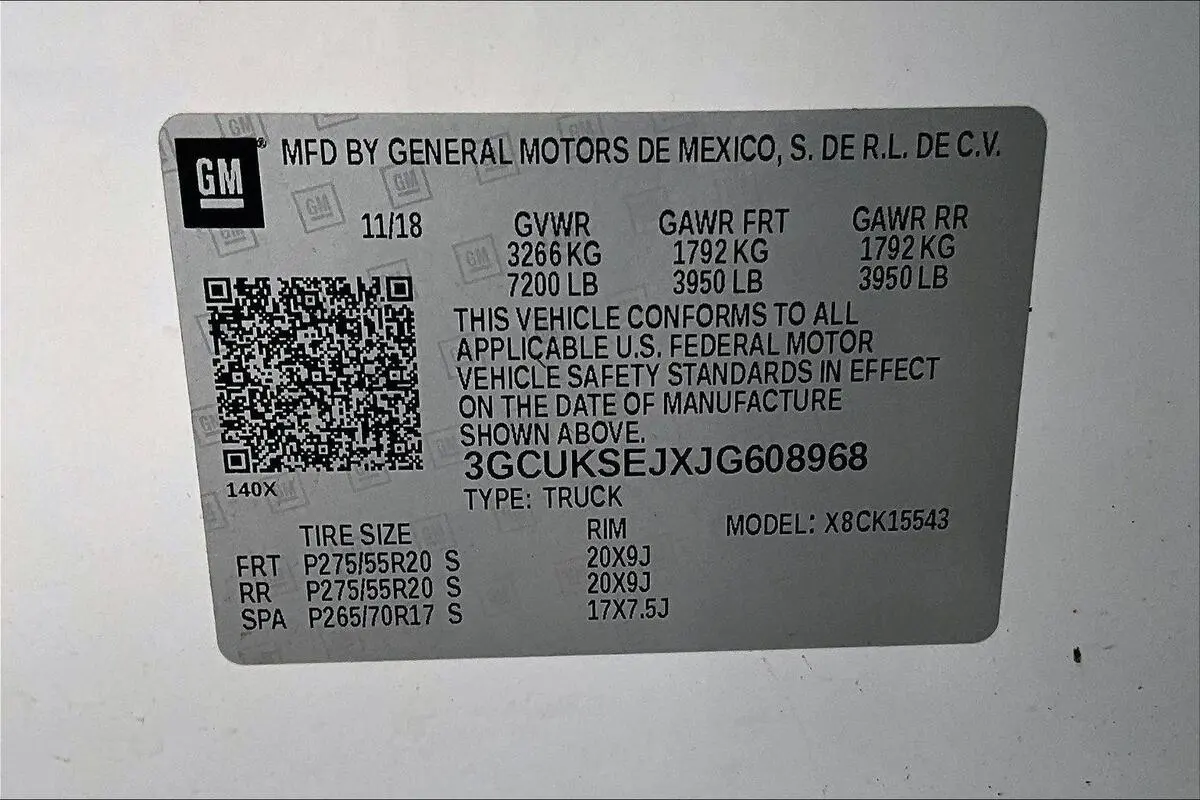 GM® MFD BY GENERAL MOTORS DE MEXICO, S. DE R.L. DE C.V.
11/18 GVWR GAWR FRT GAWR RR
3266 KG 1792 KG 1792 KG
7200 LB 3950 LB 3950 LB
THIS VEHICLE CONFORMS TO ALL
APPLICABLE U.S. FEDERAL MOTOR
VEHICLE SAFETY STANDARDS IN EFFECT
ON THE DATE OF MANUFACTURE
SHOWN ABOVE.
3GCUKSEJXJG608968
140X
TYPE: TRUCK
TIRE SIZE RIM MODEL: X8CK15543
FRT P275/55R20 S 20X9J
RR P275/55R20 S 20X9J
SPA P265/70R17 S 17X7.5J